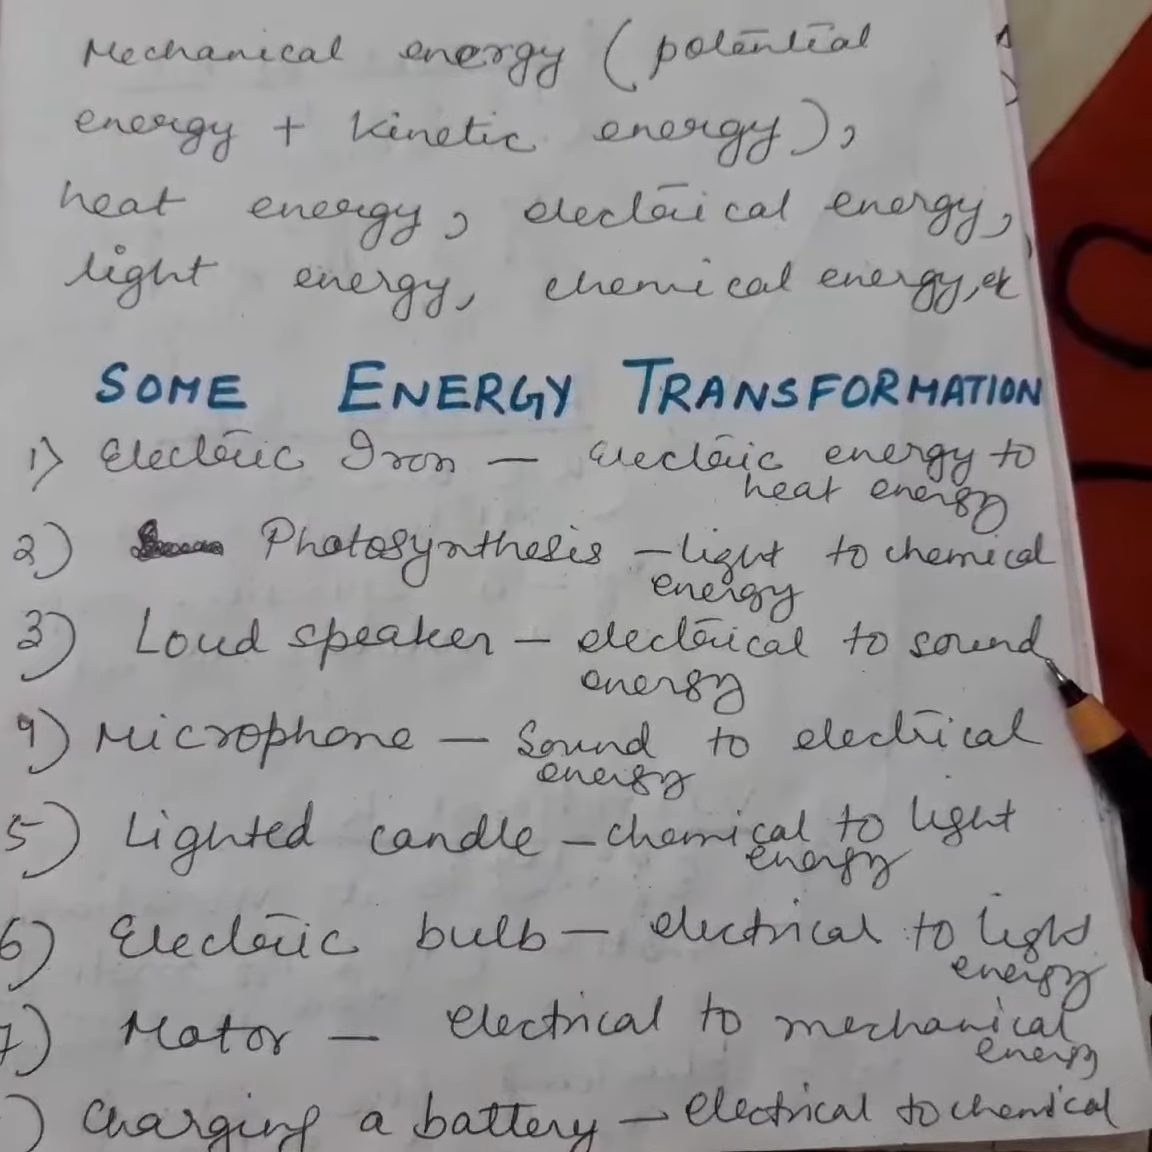 Mechanical energy (potential
energy + kinetic energy),
heat energy, electrical energy,
light energy, chemical energy, etc
SOME ENERGY TRANSFORMATION
1) Electric Iron — Electric energy to
heat energy
2) Photosynthesis — light to chemical
energy
3) Loud speaker — electrical to sound
energy
4) Microphone — Sound to electrical
energy
5) Lighted candle — chemical to light
energy
6) Electric bulb — electrical to light
energy
7) Motor — electrical to mechanical
energy
) Charging a battery — electrical to chemical